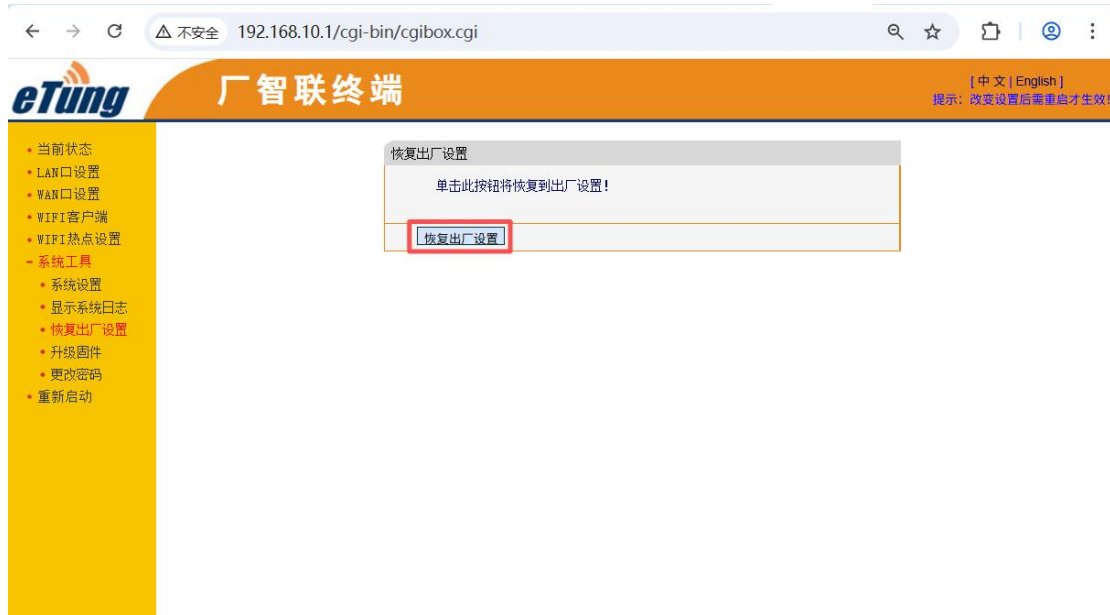 不安全 192.168.10.1/cgi-bin/cgibox.cgi
eTung 厂智联终端
[ 中 文 | English ]
提示：改变设置后需重启才生效!
当前状态
LAN口设置
WAN口设置
WIFI客户端
WIFI热点设置
系统工具
系统设置
显示系统日志
恢复出厂设置
升级固件
更改密码
重新启动
恢复出厂设置
单击此按钮将恢复到出厂设置!
恢复出厂设置